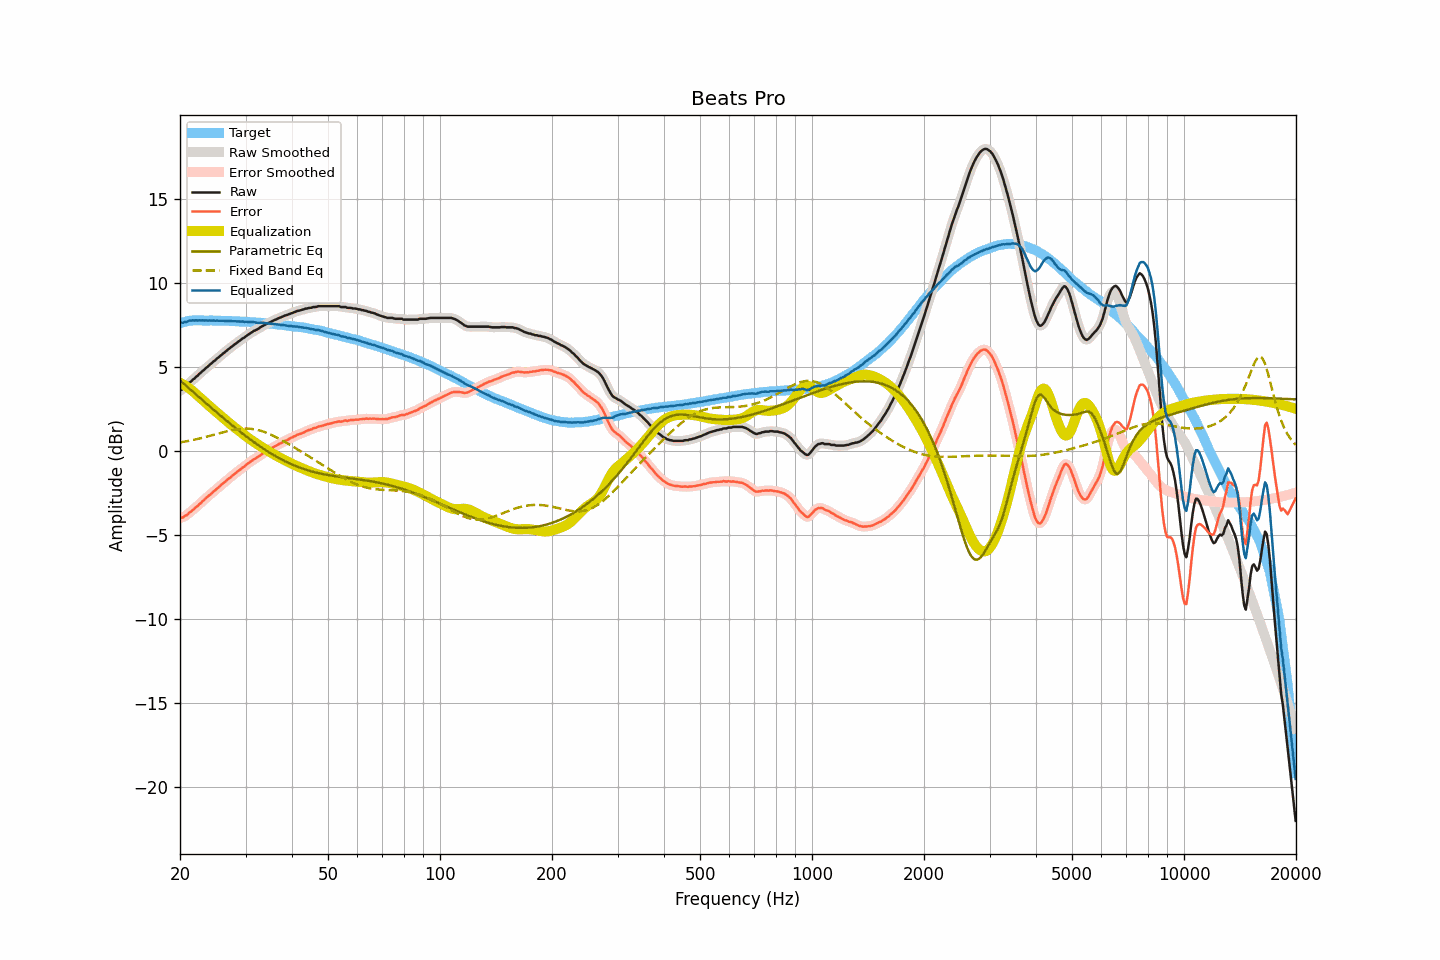 Beats Pro
Target
Raw Smoothed
Error Smoothed
Raw
Error
Equalization
Parametric Eq
Fixed Band Eq
Equalized
15
10
5
0
−5
−10
−15
−20
Amplitude (dBr)
20 50 100 200 500 1000 2000 5000 10000 20000
Frequency (Hz)